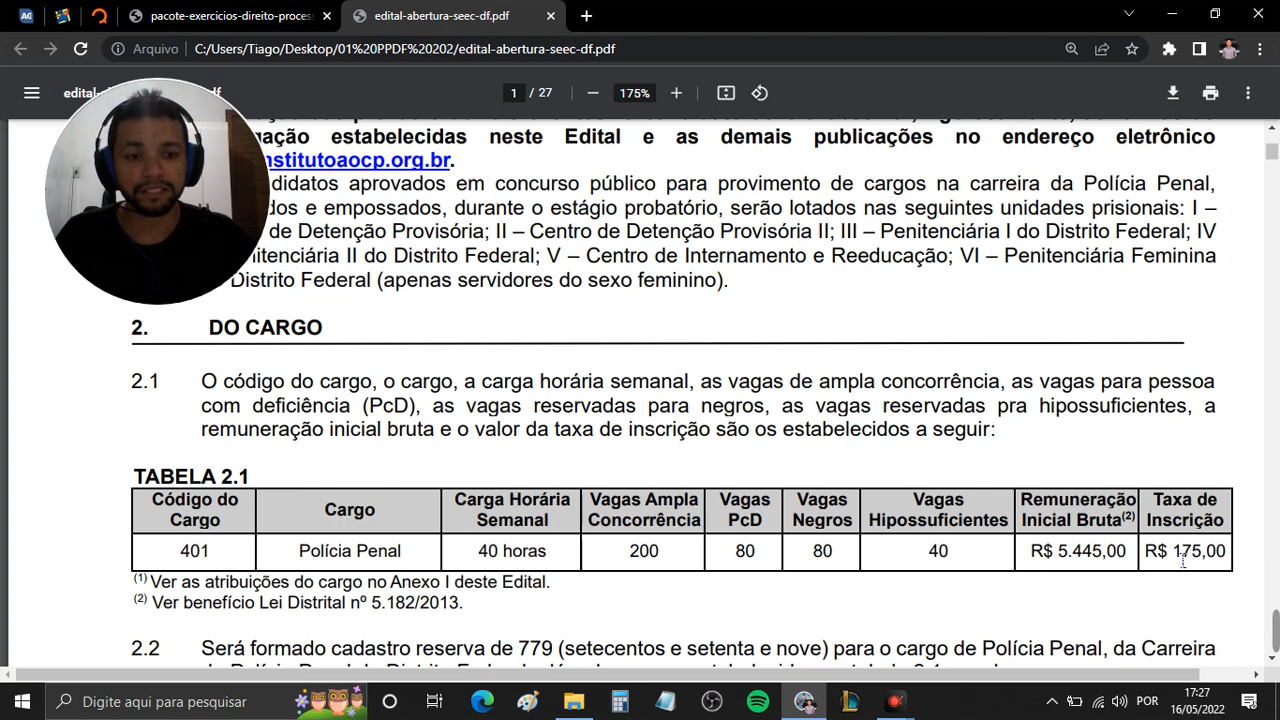 pacote-exercicios-direito-proces
edital-abertura-seec-df.pdf
Arquivo
C:/Users/Tiago/Desktop/01%20PPDF%20202/edital-abertura-seec-df.pdf
1 / 27
175%
estabelecidas neste Edital e as demais publicações no endereço eletrônico
nstitutoaocp.org.br.
aprovados em concurso público para provimento de cargos na carreira da Polícia Penal,
e empossados, durante o estágio probatório, serão lotados nas seguintes unidades prisionais: I –
de Detenção Provisória; II – Centro de Detenção Provisória II; III – Penitenciária I do Distrito Federal; IV
II do Distrito Federal; V – Centro de Internamento e Reeducação; VI – Penitenciária Feminina
Distrito Federal (apenas servidores do sexo feminino).
2. DO CARGO
2.1 O código do cargo, o cargo, a carga horária semanal, as vagas de ampla concorrência, as vagas para pessoa
com deficiência (PcD), as vagas reservadas para negros, as vagas reservadas pra hipossuficientes, a
remuneração inicial bruta e o valor da taxa de inscrição são os estabelecidos a seguir:
TABELA 2.1
Código do Cargo Cargo Carga Horária Semanal Vagas Ampla Concorrência Vagas PcD Vagas Negros Vagas Hipossuficientes Remuneração Inicial Bruta(2) Taxa de Inscrição
401 Polícia Penal 40 horas 200 80 80 40 R$ 5.445,00 R$ 175,00
(1) Ver as atribuições do cargo no Anexo I deste Edital.
(2) Ver benefício Lei Distrital nº 5.182/2013.
2.2 Será formado cadastro reserva de 779 (setecentos e setenta e nove) para o cargo de Polícia Penal, da Carreira
Digite aqui para pesquisar
POR
17:27
16/05/2022